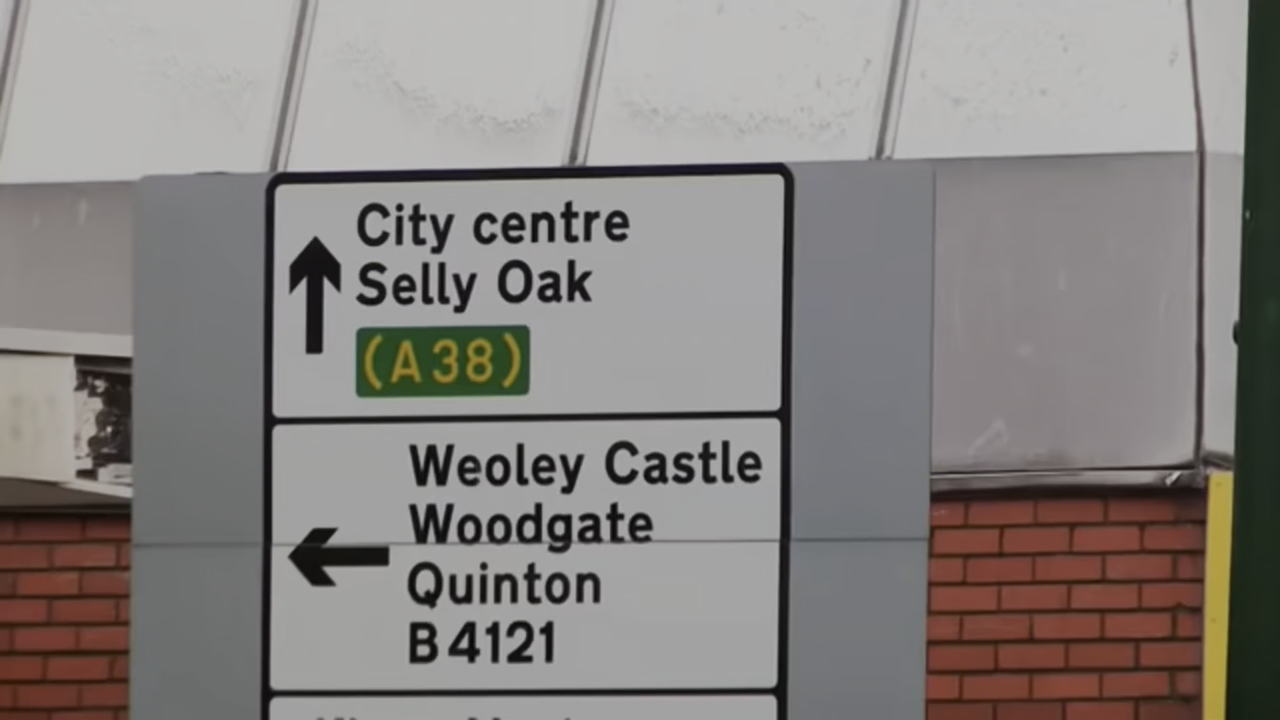 City centre
Selly Oak
(A38)
Weoley Castle
Woodgate
Quinton
B4121